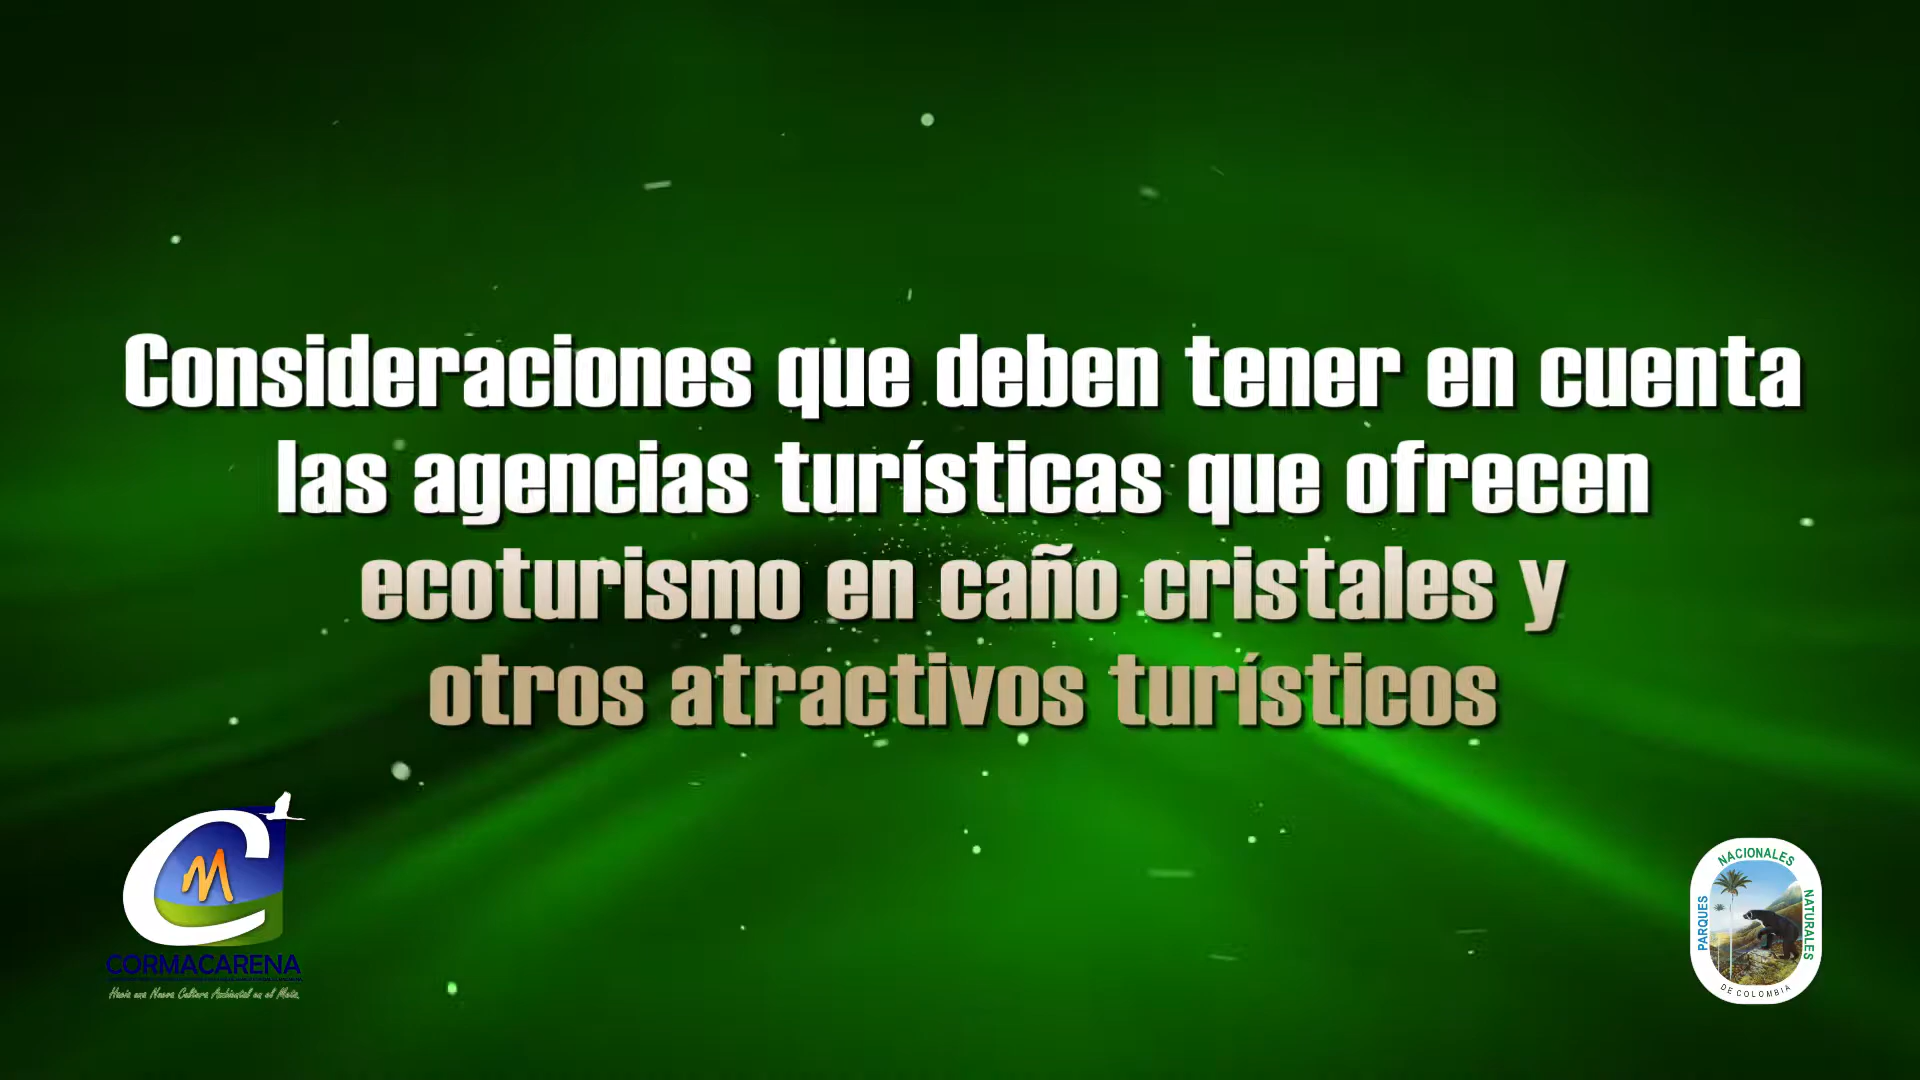 Consideraciones que deben tener en cuenta
las agencias turísticas que ofrecen
ecoturismo en caño cristales y
otros atractivos turísticos
CM
CORMACARENA
Hacia una Nueva Cultura Ambiental en el Meta.
PARQUES
NACIONALES
NATURALES
DE COLOMBIA